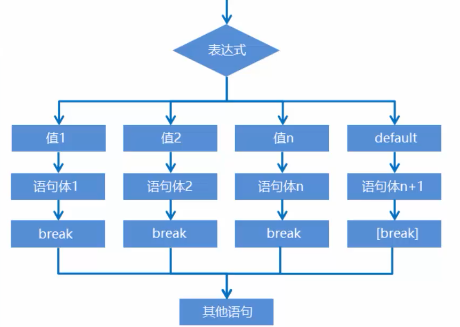 表达式
值1
值2
值n
default
语句体1
语句体2
语句体n
语句体n+1
break
break
break
[break]
其他语句